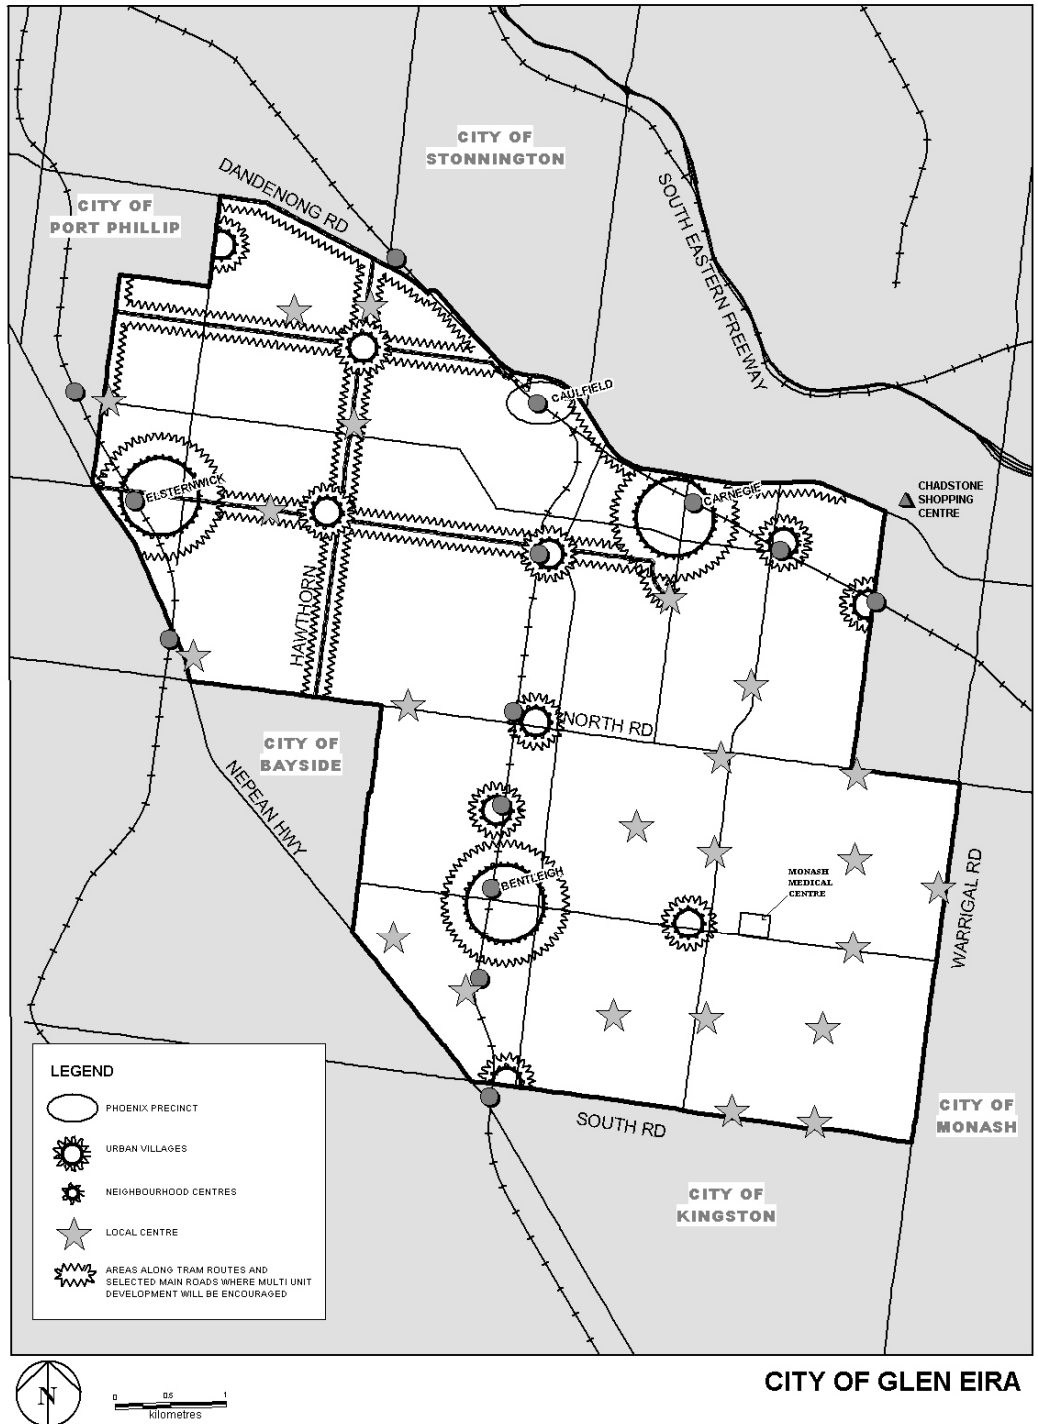 CITY OF
STONNINGTON
DANDENONG RD
CITY OF
PORT PHILLIP
SOUTH EASTERN FREEWAY
CAULFIELD
ELSTERNWICK
CARNEGIE
CHADSTONE
SHOPPING
CENTRE
HAWTHORN
NORTH RD
CITY OF
BAYSIDE
NEPEAN HWY
BENTLEIGH
MONASH
MEDICAL
CENTRE
WARRIGAL RD
LEGEND
PHOENIX PRECINCT
URBAN VILLAGES
NEIGHBOURHOOD CENTRES
LOCAL CENTRE
AREAS ALONG TRAM ROUTES AND
SELECTED MAIN ROADS WHERE MULTI UNIT
DEVELOPMENT WILL BE ENCOURAGED
SOUTH RD
CITY OF
MONASH
CITY OF
KINGSTON
N
0 0.5 1
kilometres
CITY OF GLEN EIRA